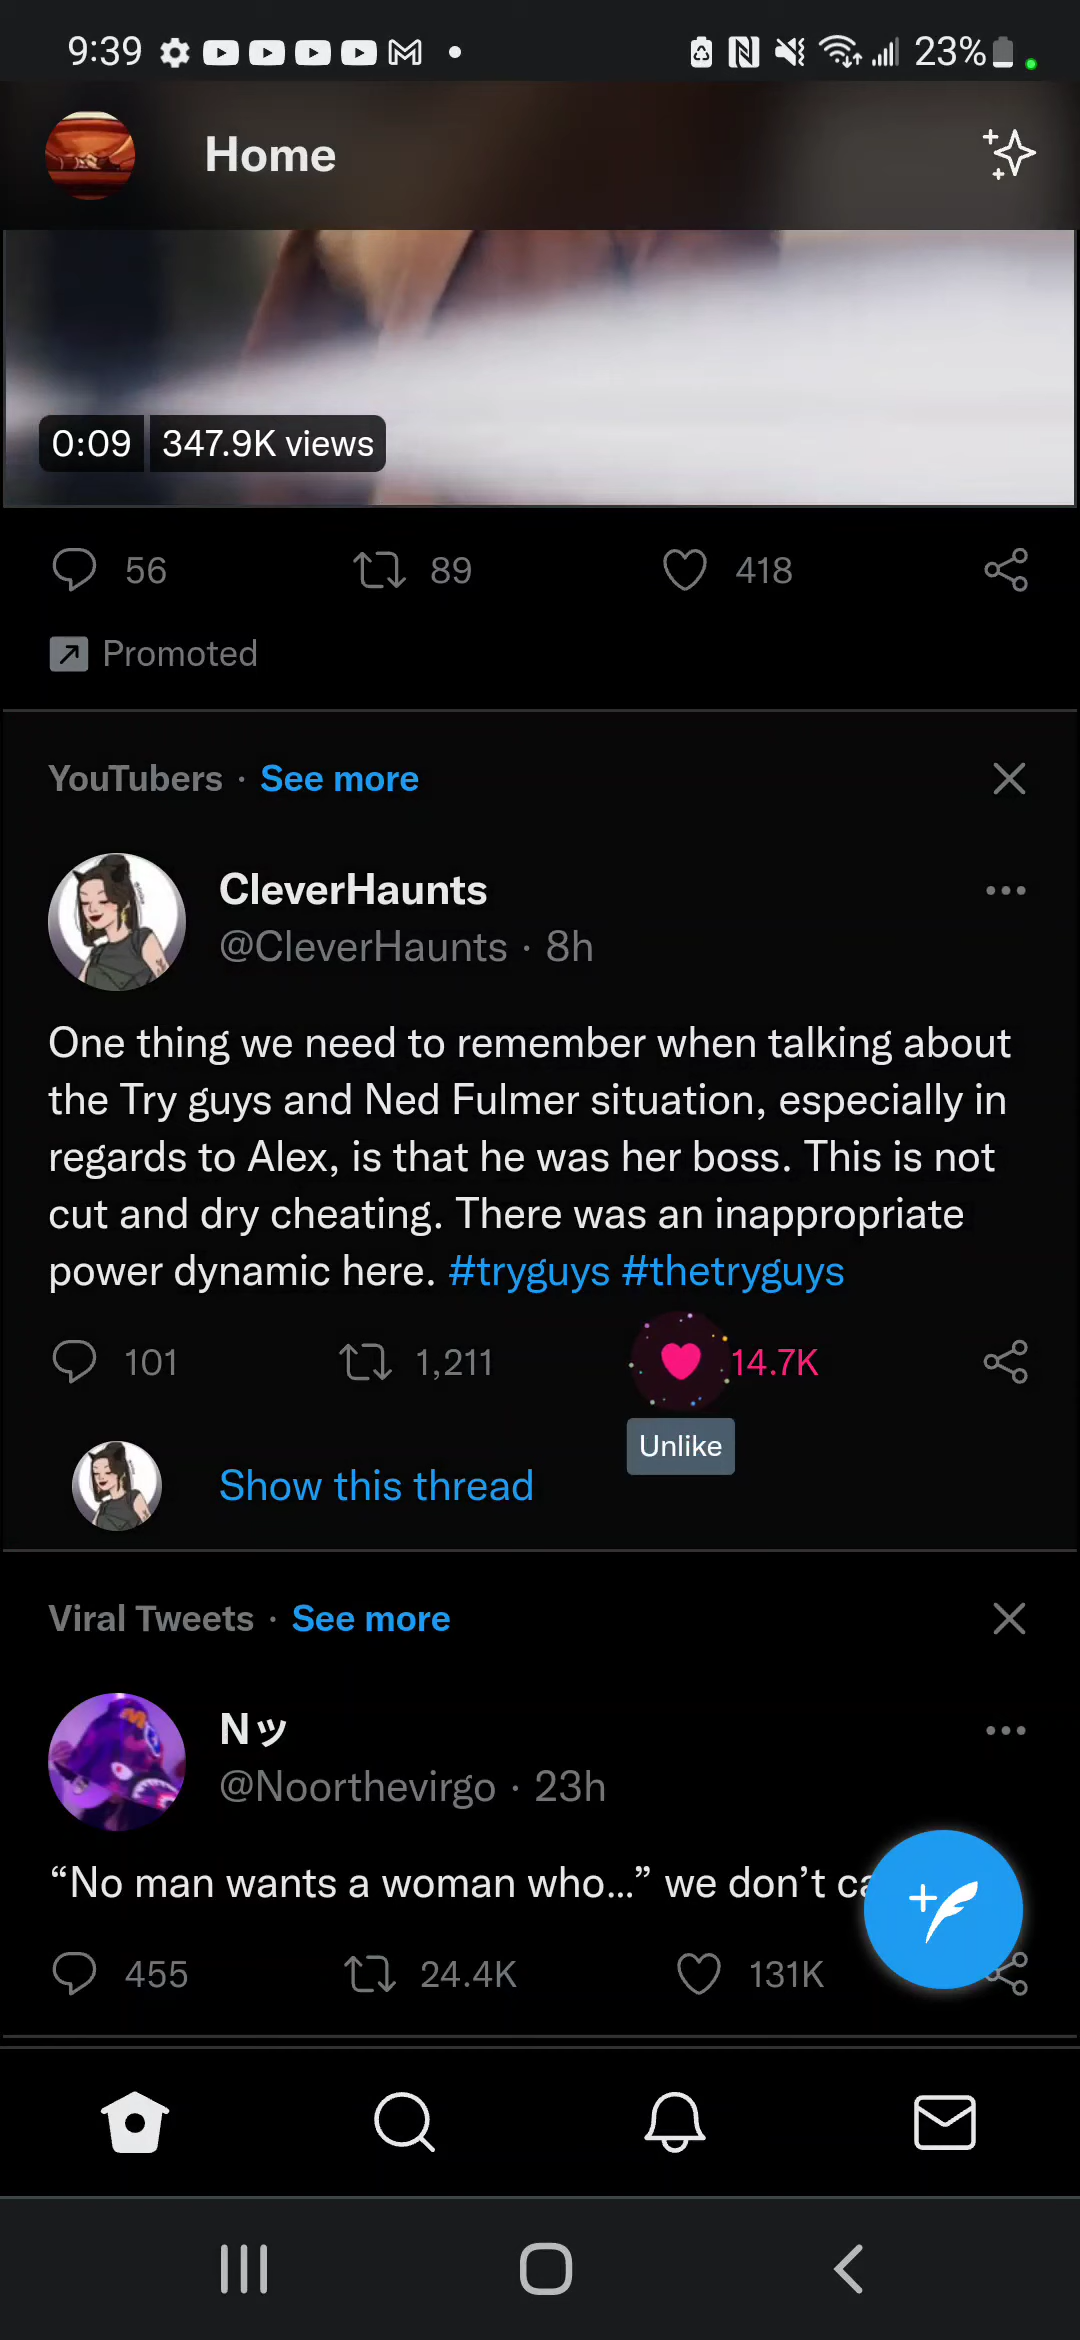 9:39
23%
Home
0:09 347.9K views
56 89 418
Promoted
YouTubers · See more
CleverHaunts
@CleverHaunts · 8h
One thing we need to remember when talking about
the Try guys and Ned Fulmer situation, especially in
regards to Alex, is that he was her boss. This is not
cut and dry cheating. There was an inappropriate
power dynamic here. #tryguys #thetryguys
101 1,211 14.7K
Unlike
Show this thread
Viral Tweets · See more
Nッ
@Noorthevirgo · 23h
“No man wants a woman who...” we don’t ca
455 24.4K 131K